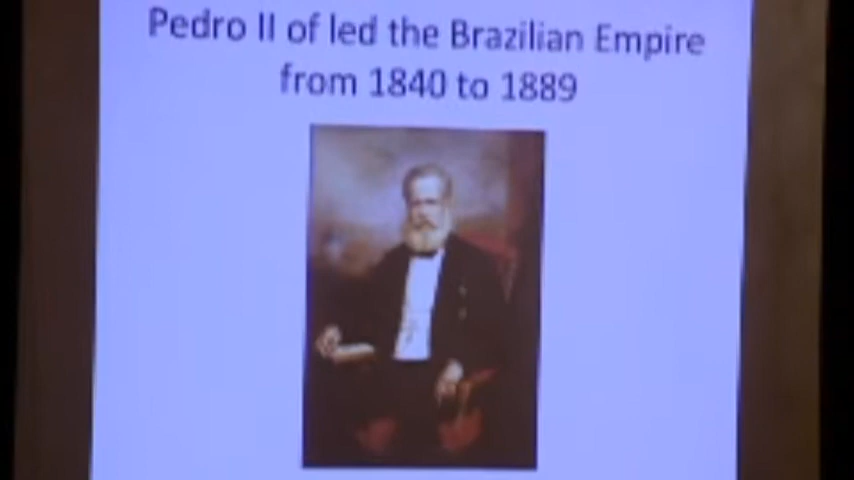 Pedro II of led the Brazilian Empire
from 1840 to 1889